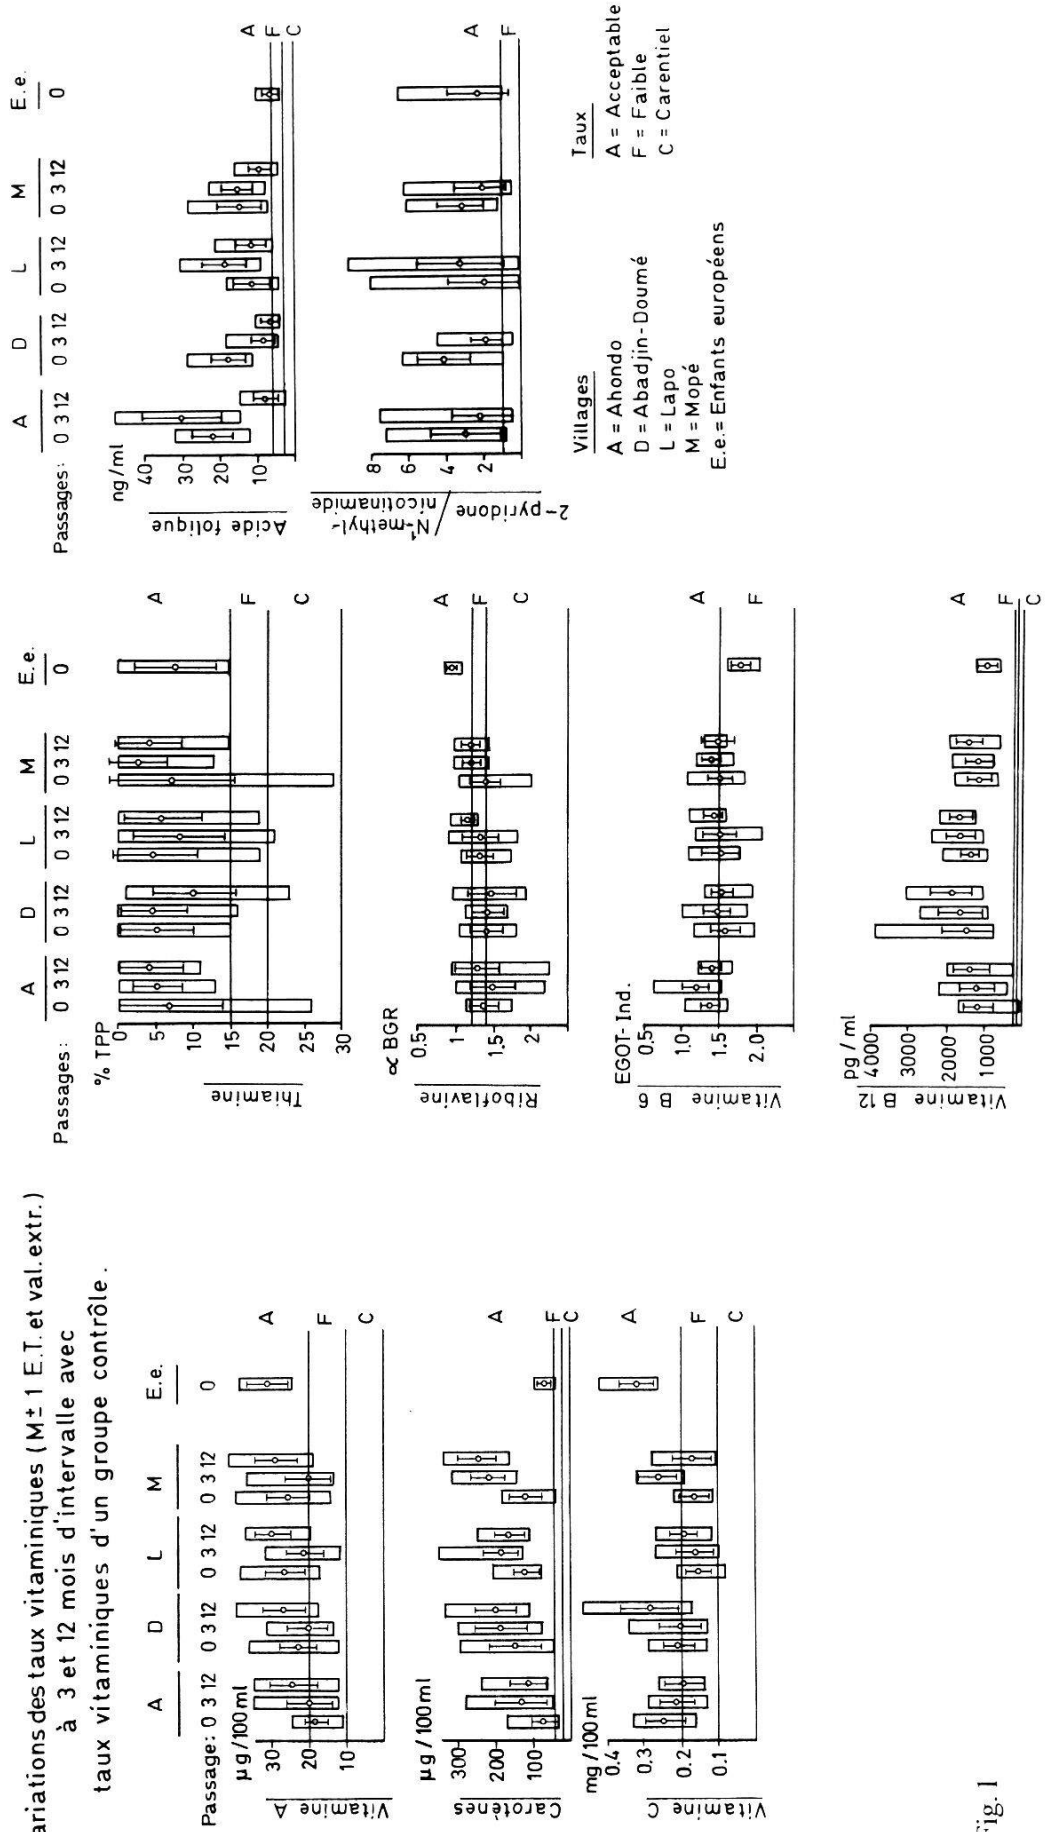 ariations des taux vitaminiques (M ± 1 E.T. et val. extr.)
à 3 et 12 mois d'intervalle avec
taux vitaminiques d'un groupe contrôle.
A D L M E.e.
Passage: 0 3 12 0 3 12 0 3 12 0 3 12 0
µg/100ml
30
20
10
Vitamine A
A
F
C
µg/100ml
300
200
100
Carotènes
A
F
C
mg/100ml
0.4
0.3
0.2
0.1
Vitamine C
A
F
C
Fig. 1
A D L M E.e.
Passages: 0 3 12 0 3 12 0 3 12 0 3 12 0
% TPP
0
5
10
15
20
25
30
Thiamine
A
F
C
∝ BGR
0.5
1
1.5
2
Riboflavine
A
F
C
EGOT-Ind.
0.5
1.0
1.5
2.0
Vitamine B 6
A
F
pg / ml
4000
3000
2000
1000
Vitamine B 12
A
F
C
A D L M E.e.
Passages: 0 3 12 0 3 12 0 3 12 0 3 12 0
ng/ml
40
30
20
10
Acide folique
A
F
C
8
6
4
2
N¹-methyl-
nicotinamide
/
2-pyridone
A
F
Villages
A = Ahondo
D = Abadjin-Doumé
L = Lapo
M = Mopé
E.e. = Enfants européens
Taux
A = Acceptable
F = Faible
C = Carentiel